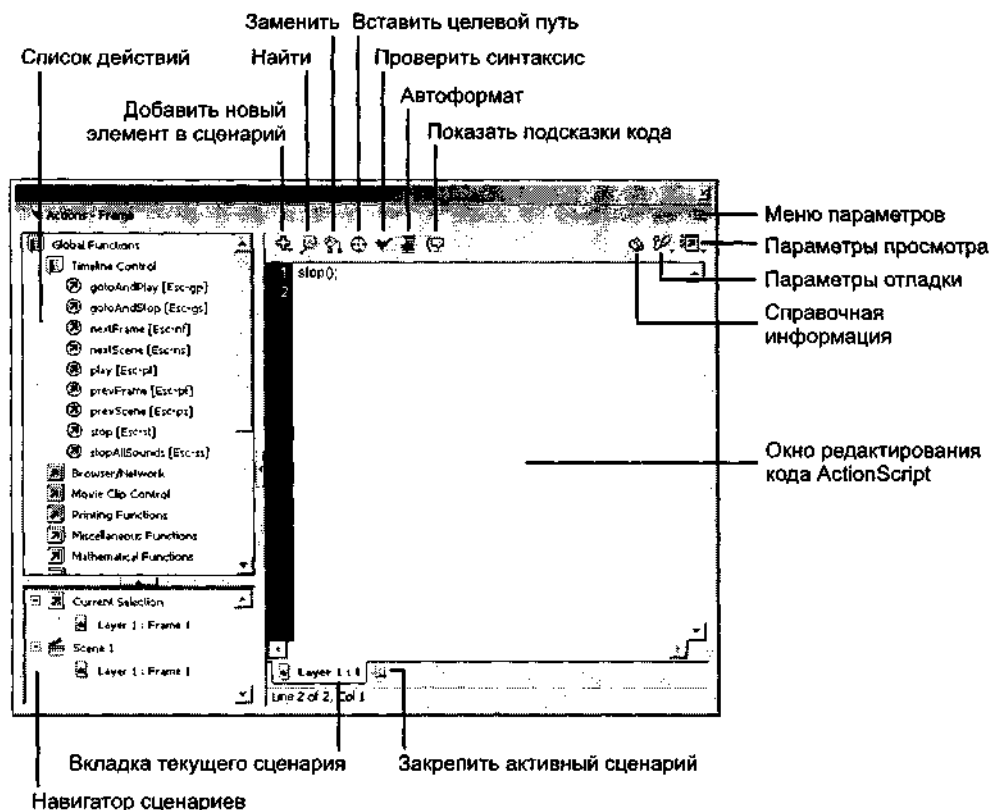 Заменить Вставить целевой путь
Список действий
Найти
Проверить синтаксис
Автоформат
Добавить новый
элемент в сценарий
Показать подсказки кода
Actions - Frame
Меню параметров
Параметры просмотра
Параметры отладки
Справочная
информация
Global Functions
Timeline Control
gotoAndPlay [Esc+gp]
gotoAndStop [Esc+gs]
nextFrame [Esc+nf]
nextScene [Esc+ns]
play [Esc+pl]
prevFrame [Esc+pf]
prevScene [Esc+ps]
stop [Esc+st]
stopAllSounds [Esc+ss]
Browser/Network
Movie Clip Control
Printing Functions
Miscellaneous Functions
Mathematical Functions
1 stop();
2
Окно редактирования
кода ActionScript
Current Selection
Layer 1 : Frame 1
Scene 1
Layer 1 : Frame 1
Layer 1 : 1
Line 2 of 2, Col 1
Вкладка текущего сценария
Закрепить активный сценарий
Навигатор сценариев